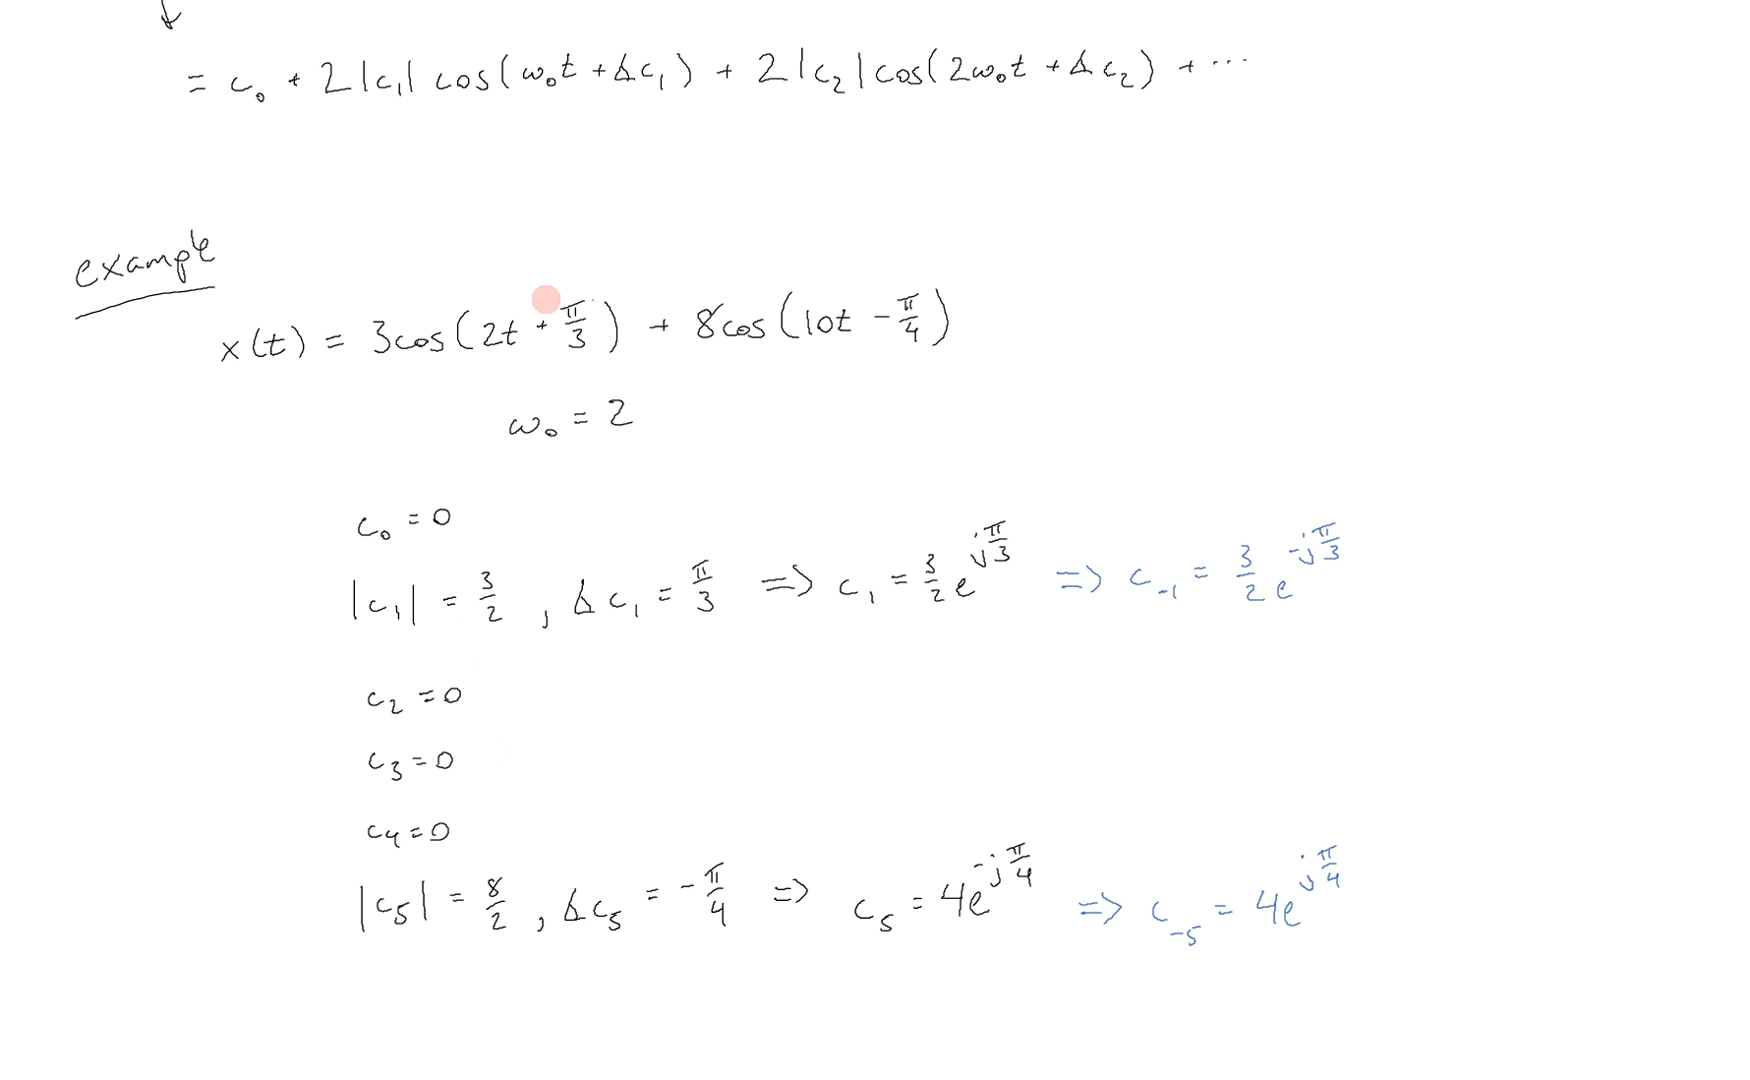 = c₀ + 2|c₁| cos(ω₀t + ∡c₁) + 2|c₂|cos(2ω₀t + ∡c₂) + ⋯
example
x(t) = 3cos(2t + π/3) + 8cos(10t - π/4)
ω₀ = 2
c₀ = 0
|c₁| = 3/2 , ∡c₁ = π/3 => c₁ = 3/2 e^{jπ/3} => c₋₁ = 3/2 e^{-jπ/3}
c₂ = 0
c₃ = 0
c₄ = 0
|c₅| = 8/2 , ∡c₅ = -π/4 => c₅ = 4e^{-jπ/4} => c₋₅ = 4e^{jπ/4}